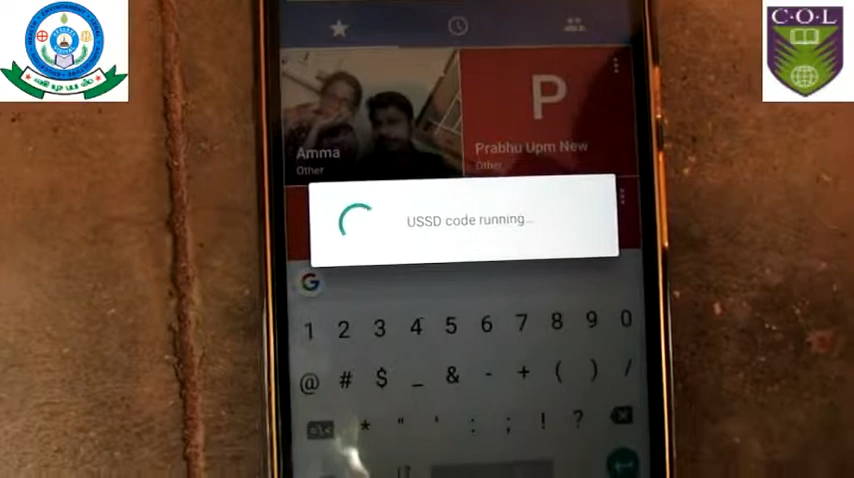 C·O·L
Amma
Other
P
Prabhu Upm New
Other
USSD code running...
G
1 2 3 4 5 6 7 8 9 0
@ # $ _ & - + ( ) /
=\< * " ' : ; ! ?